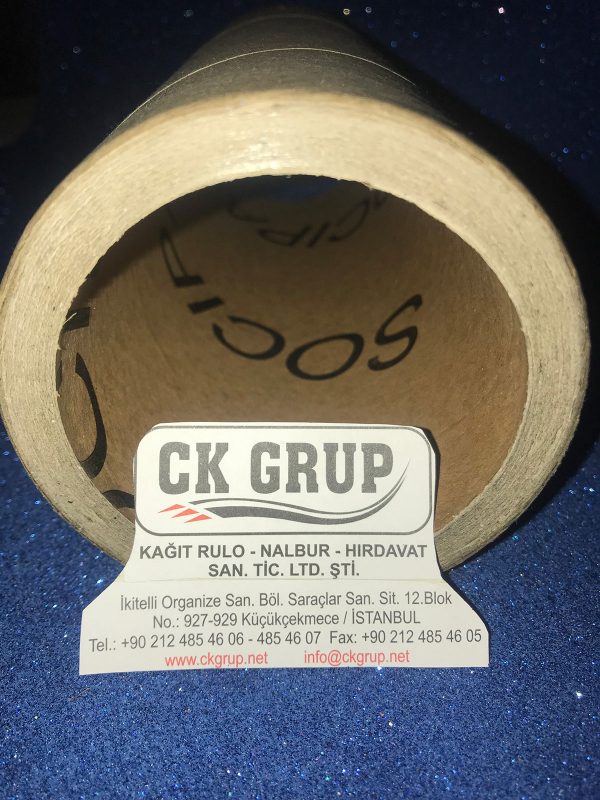 SOCIP
CK GRUP
KAĞIT RULO - NALBUR - HIRDAVAT
SAN. TİC. LTD. ŞTİ.
İkitelli Organize San. Böl. Saraçlar San. Sit. 12.Blok
No.: 927-929 Küçükçekmece / İSTANBUL
Tel.: +90 212 485 46 06 - 485 46 07 Fax: +90 212 485 46 05
www.ckgrup.net info@ckgrup.net